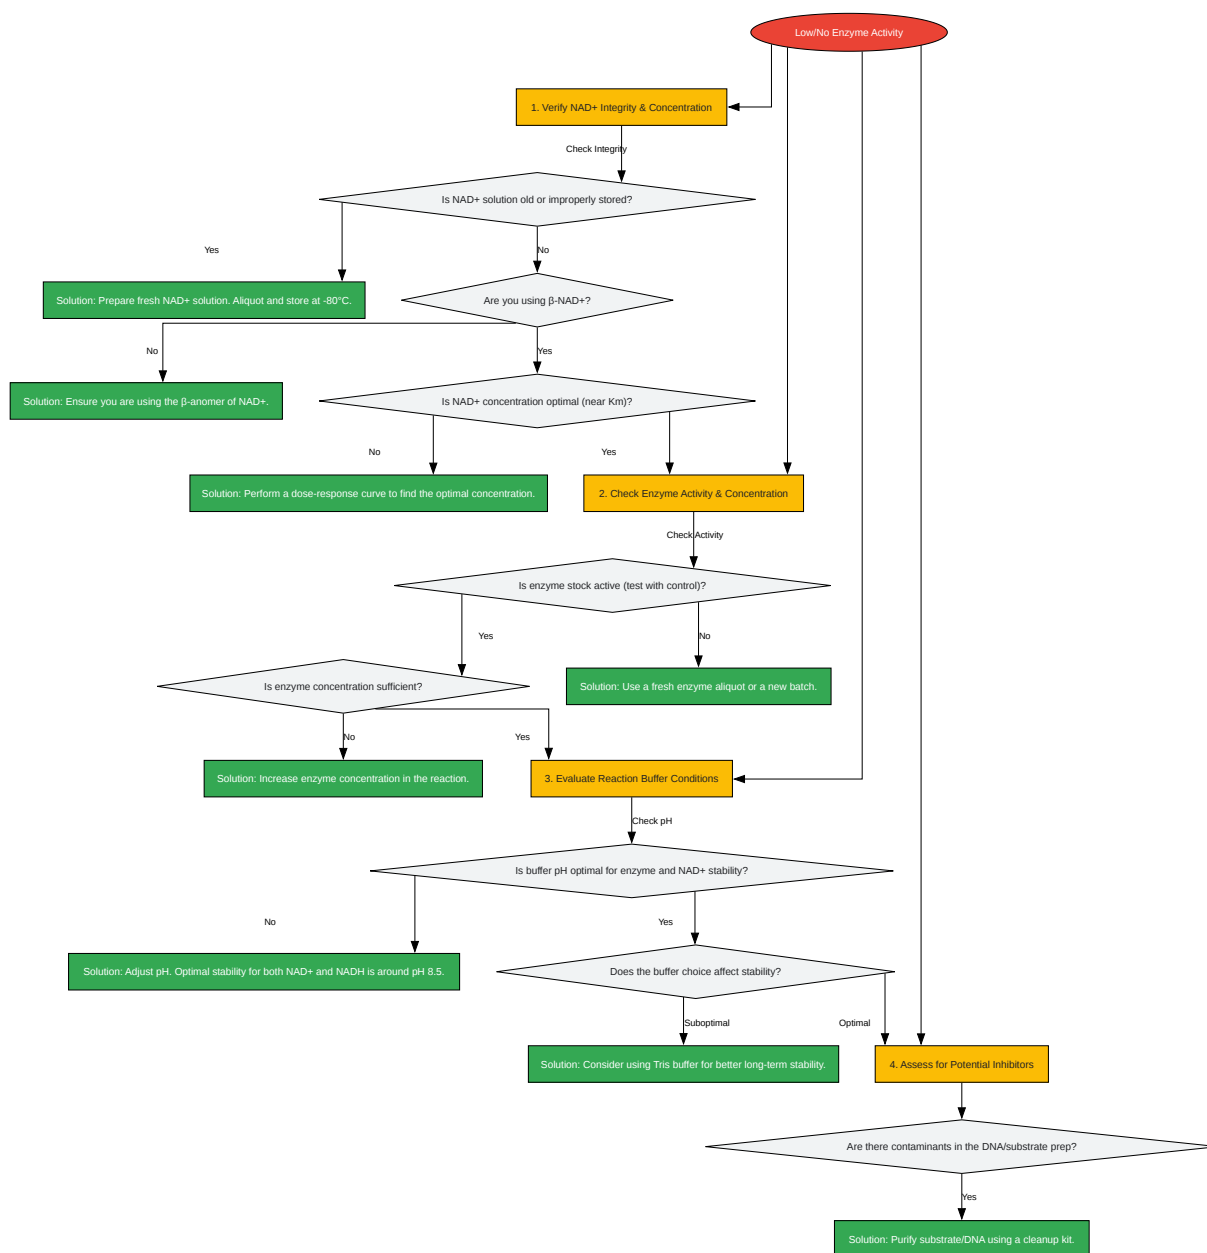 Low/No Enzyme Activity
1. Verify NAD+ Integrity & Concentration
Check Integrity
Is NAD+ solution old or improperly stored?
Yes
No
Solution: Prepare fresh NAD+ solution. Aliquot and store at -80°C.
Are you using β-NAD+?
No
Yes
Solution: Ensure you are using the β-anomer of NAD+.
Is NAD+ concentration optimal (near Km)?
No
Yes
Solution: Perform a dose-response curve to find the optimal concentration.
2. Check Enzyme Activity & Concentration
Check Activity
Is enzyme stock active (test with control)?
Yes
No
Is enzyme concentration sufficient?
Solution: Use a fresh enzyme aliquot or a new batch.
No
Yes
Solution: Increase enzyme concentration in the reaction.
3. Evaluate Reaction Buffer Conditions
Check pH
Is buffer pH optimal for enzyme and NAD+ stability?
No
Yes
Solution: Adjust pH. Optimal stability for both NAD+ and NADH is around pH 8.5.
Does the buffer choice affect stability?
Suboptimal
Optimal
Solution: Consider using Tris buffer for better long-term stability.
4. Assess for Potential Inhibitors
Are there contaminants in the DNA/substrate prep?
Yes
Solution: Purify substrate/DNA using a cleanup kit.